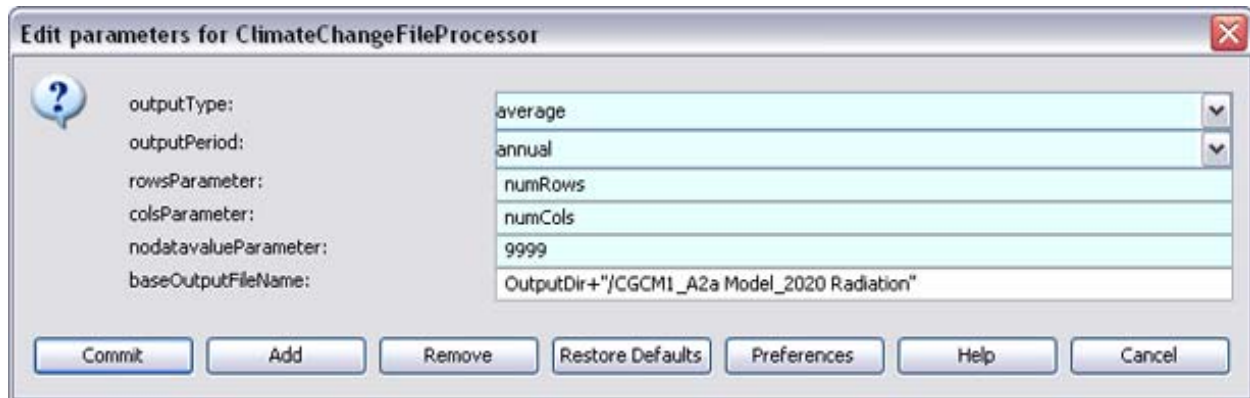 Edit parameters for ClimateChangeFileProcessor
outputType: average
outputPeriod: annual
rowsParameter: numRows
colsParameter: numCols
nodatavalueParameter: 9999
baseOutputFileName: OutputDir+"/CGCM1_A2a Model_2020 Radiation"
Commit Add Remove Restore Defaults Preferences Help Cancel